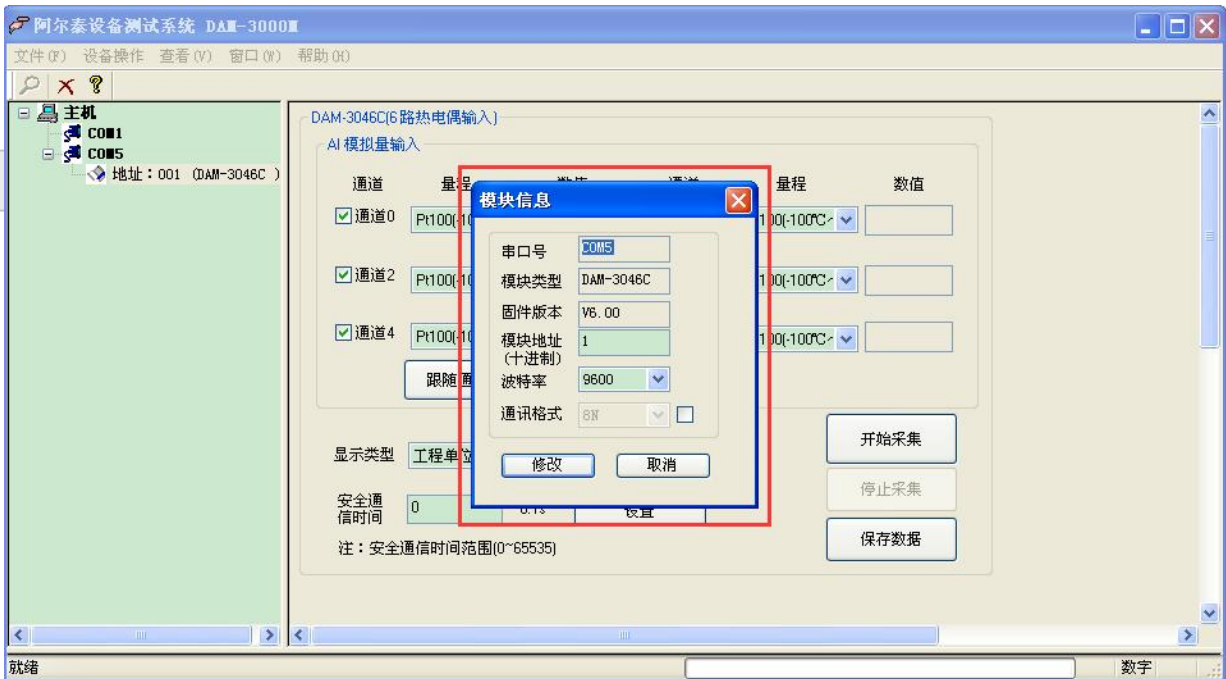 阿尔泰设备测试系统 DAM-3000M
文件(F) 设备操作 查看(V) 窗口(W) 帮助(H)
主机
COM1
COM5
地址：001 (DAM-3046C )
DAM-3046C(6路热电偶输入)
AI 模拟量输入
通道 量程 数值 通道 量程 数值
通道0 Pt100(-10 100(-100℃~
通道2 Pt100(-10 100(-100℃~
通道4 Pt100(-10 100(-100℃~
跟随通
显示类型 工程单位
安全通信时间 0 0.1s 设置
注：安全通信时间范围(0~65535)
开始采集
停止采集
保存数据
模块信息
串口号 COM5
模块类型 DAM-3046C
固件版本 V6.00
模块地址 1
(十进制)
波特率 9600
通讯格式 8N
修改 取消
就绪 数字